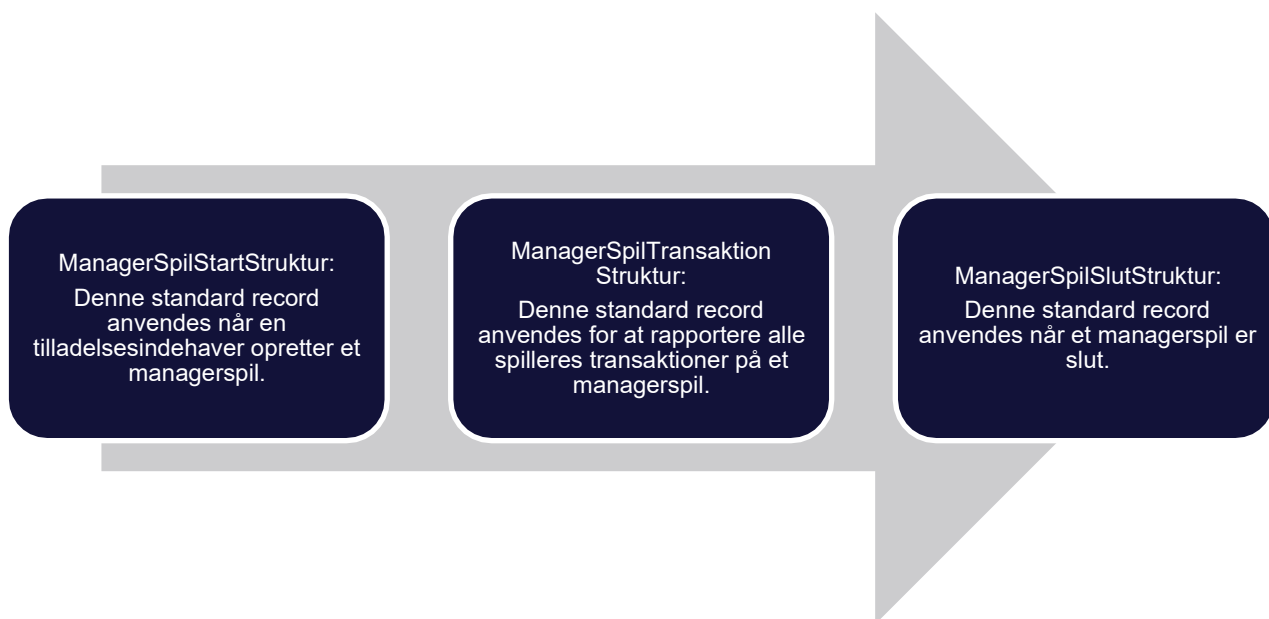 ManagerSpilStartStruktur:
Denne standard record
anvendes når en
tilladelsesindehaver opretter et
managerspil.
ManagerSpilTransaktion
Struktur:
Denne standard record
anvendes for at rapportere alle
spilleres transaktioner på et
managerspil.
ManagerSpilSlutStruktur:
Denne standard record
anvendes når et managerspil er
slut.